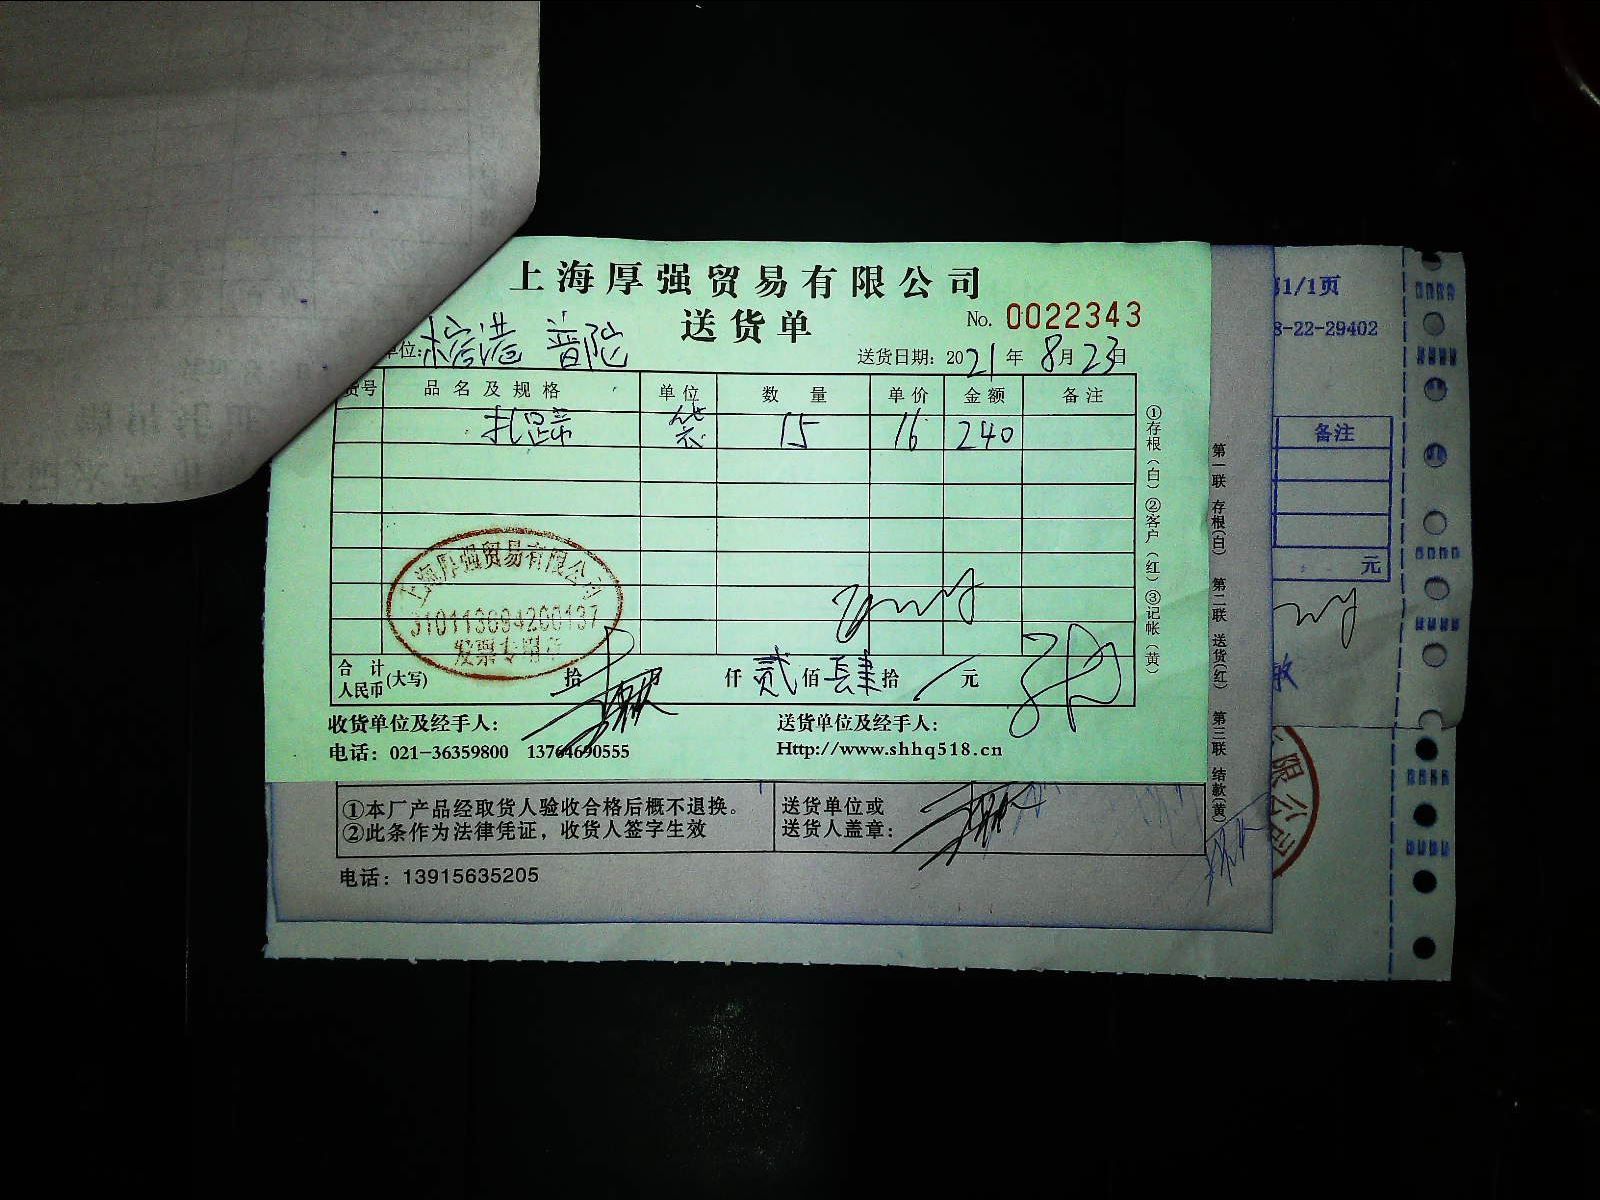 上海厚强贸易有限公司
送货单
No. 0022343
单位: 榕港 普陀
送货日期: 2021年8月23日
货号 品名及规格 单位 数量 单价 金额 备注
袋 15 16 240
上海厚强贸易有限公司
发票专用章
合计人民币(大写) 拾 仟 贰 佰 肆 拾 元
收货单位及经手人:
送货单位及经手人:
电话: 021-36359800 13764690555
Http://www.shhq518.cn
①存根(白) ②客户(红) ③记帐(黄)
第一联 存根(白) 第二联 送货(红) 第三联 结款(黄)
①本厂产品经取货人验收合格后概不退换。
②此条作为法律凭证，收货人签字生效
送货单位或
送货人盖章:
电话: 13915635205
1/1页
8-22-29402
备注
元
限公司